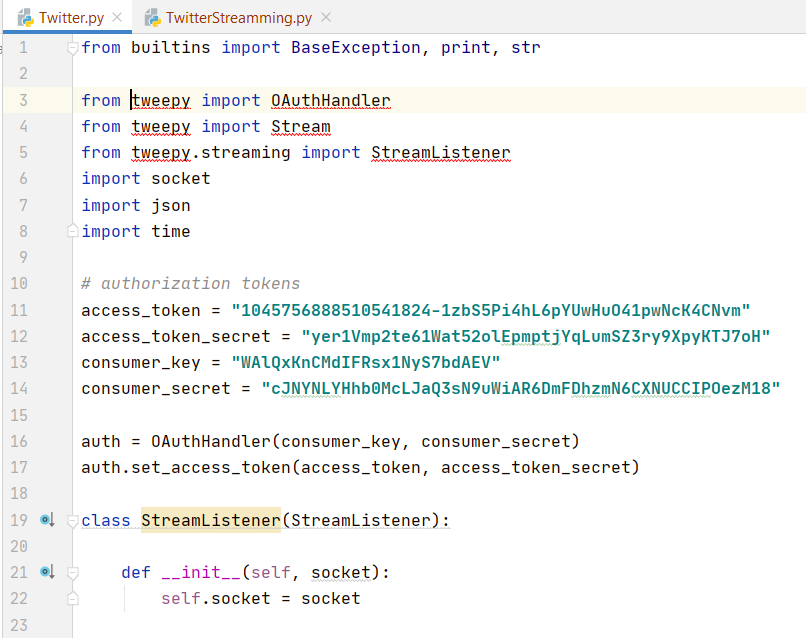 Twitter.py TwitterStreamming.py
1 from builtins import BaseException, print, str
2
3 from tweepy import OAuthHandler
4 from tweepy import Stream
5 from tweepy.streaming import StreamListener
6 import socket
7 import json
8 import time
9
10 # authorization tokens
11 access_token = "1045756888510541824-1zbS5Pi4hL6pYUwHuO41pwNcK4CNvm"
12 access_token_secret = "yer1Vmp2te61Wat52olEpmptjYqLumSZ3ry9XpyKTJ7oH"
13 consumer_key = "WAlQxKnCMdIFRsx1NyS7bdAEV"
14 consumer_secret = "cJNYNLYHhb0McLJaQ3sN9uWiAR6DmFDhzmN6CXNUCCIPOezM18"
15
16 auth = OAuthHandler(consumer_key, consumer_secret)
17 auth.set_access_token(access_token, access_token_secret)
18
19 class StreamListener(StreamListener):
20
21 def __init__(self, socket):
22 self.socket = socket
23